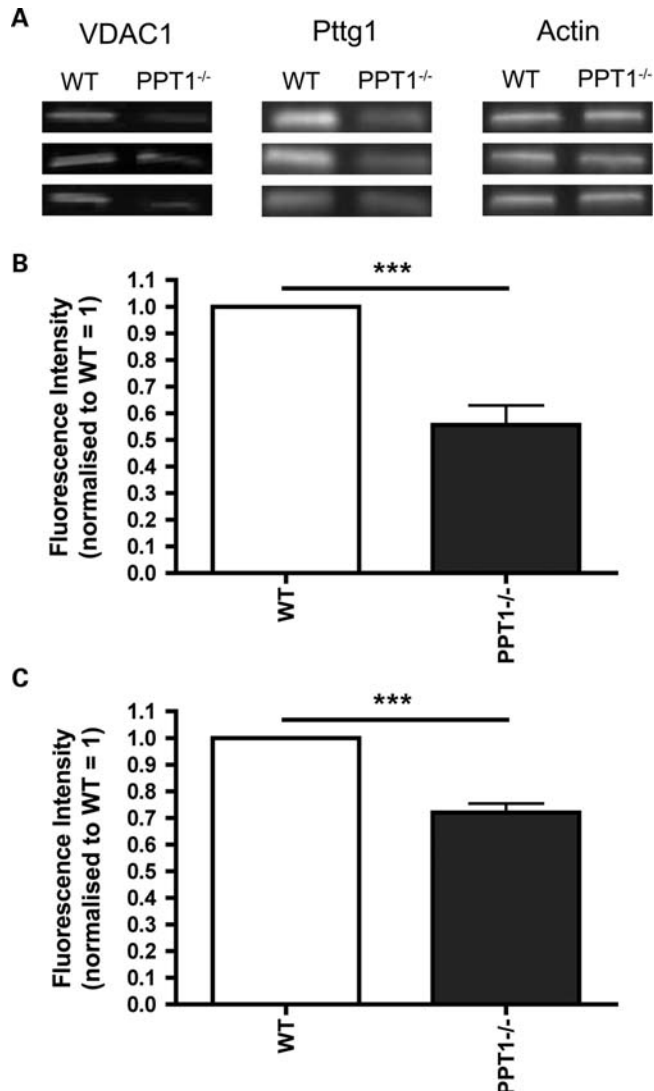 A
VDAC1 Pttg1 Actin
WT PPT1-/- WT PPT1-/- WT PPT1-/-
B
***
Fluorescence Intensity
(normalised to WT = 1)
1.1
1.0
0.9
0.8
0.7
0.6
0.5
0.4
0.3
0.2
0.1
0.0
WT
PPT1-/-
C
***
Fluorescence Intensity
(normalised to WT = 1)
1.1
1.0
0.9
0.8
0.7
0.6
0.5
0.4
0.3
0.2
0.1
0.0
WT
PPT1-/-